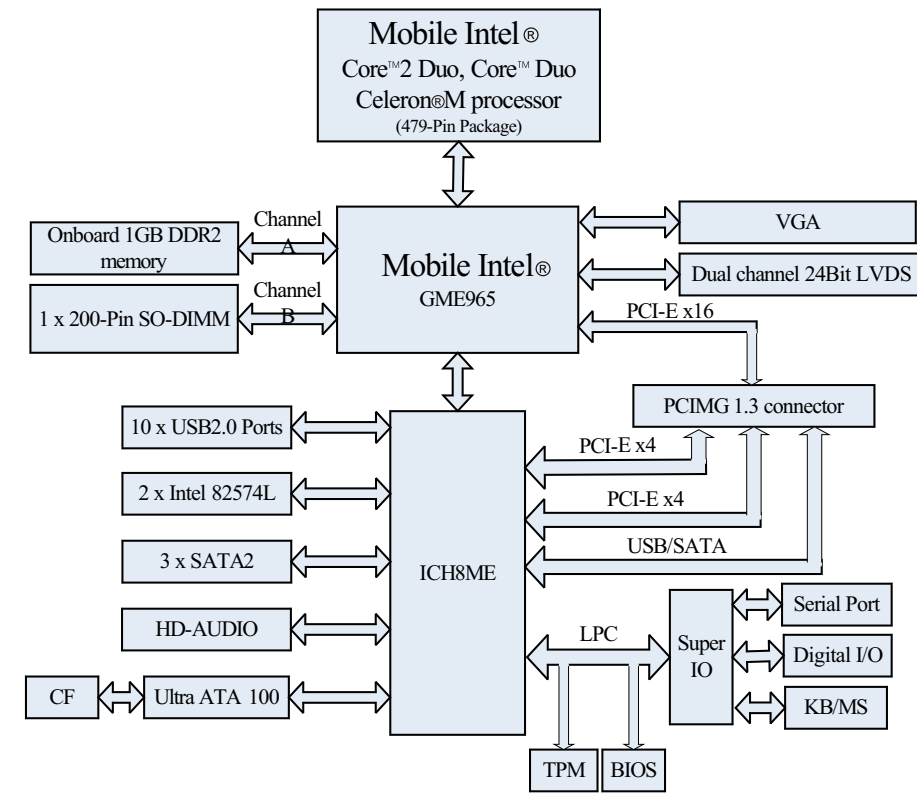 Mobile Intel®
Core™2 Duo, Core™ Duo
Celeron®M processor
(479-Pin Package)
Channel
A
Onboard 1GB DDR2
memory
Channel
B
1 x 200-Pin SO-DIMM
Mobile Intel®
GME965
VGA
Dual channel 24Bit LVDS
PCI-E x16
PCIMG 1.3 connector
10 x USB2.0 Ports
2 x Intel 82574L
3 x SATA2
HD-AUDIO
CF
Ultra ATA 100
ICH8ME
PCI-E x4
PCI-E x4
USB/SATA
LPC
Super
IO
Serial Port
Digital I/O
KB/MS
TPM
BIOS